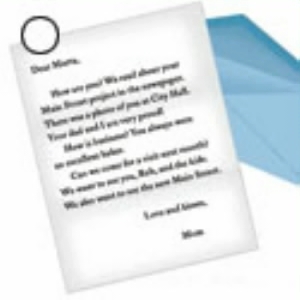 Dear Marta,
How are you? We read about your
Main Street project in the newspaper.
There was a photo of you at City Hall.
Your dad and I are very proud!
How is business? You always were
an excellent baker.
Can we come for a visit next month?
We want to see you, Rob, and the kids.
We also want to see the new Main Street.
Love and kisses,
Mom